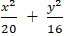 x²/20 + y²/16